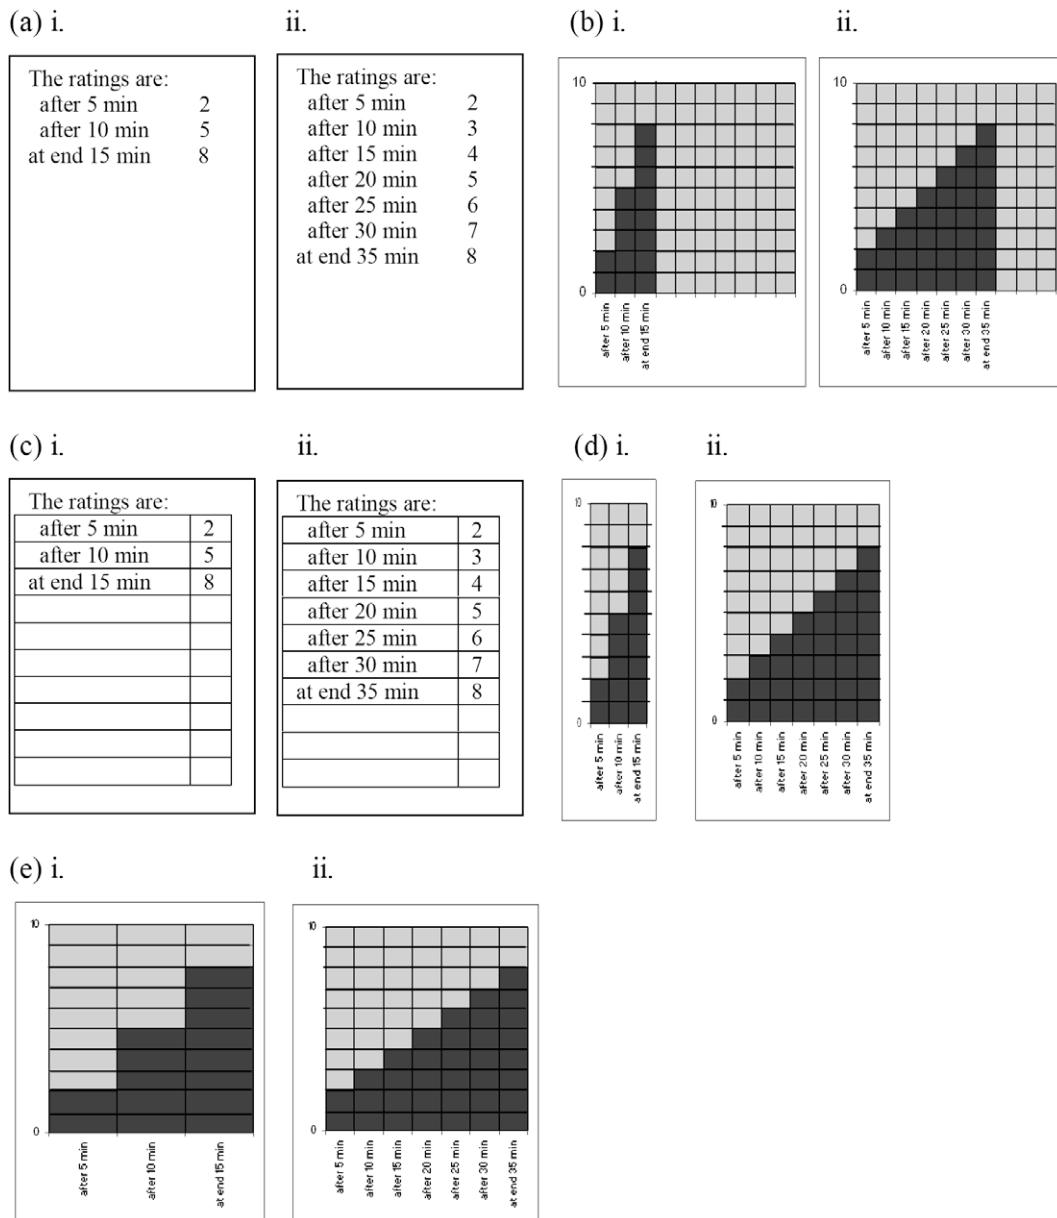 (a) i.
The ratings are:
after 5 min 2
after 10 min 5
at end 15 min 8
ii.
The ratings are:
after 5 min 2
after 10 min 3
after 15 min 4
after 20 min 5
after 25 min 6
after 30 min 7
at end 35 min 8
(b) i.
10
0
after 5 min
after 10 min
at end 15 min
ii.
10
0
after 5 min
after 10 min
after 15 min
after 20 min
after 25 min
after 30 min
at end 35 min
(c) i.
The ratings are:
after 5 min 2
after 10 min 5
at end 15 min 8
ii.
The ratings are:
after 5 min 2
after 10 min 3
after 15 min 4
after 20 min 5
after 25 min 6
after 30 min 7
at end 35 min 8
(d) i.
10
0
after 5 min
after 10 min
at end 15 min
ii.
10
0
after 5 min
after 10 min
after 15 min
after 20 min
after 25 min
after 30 min
at end 35 min
(e) i.
10
0
after 5 min
after 10 min
at end 15 min
ii.
10
0
after 5 min
after 10 min
after 15 min
after 20 min
after 25 min
after 30 min
at end 35 min